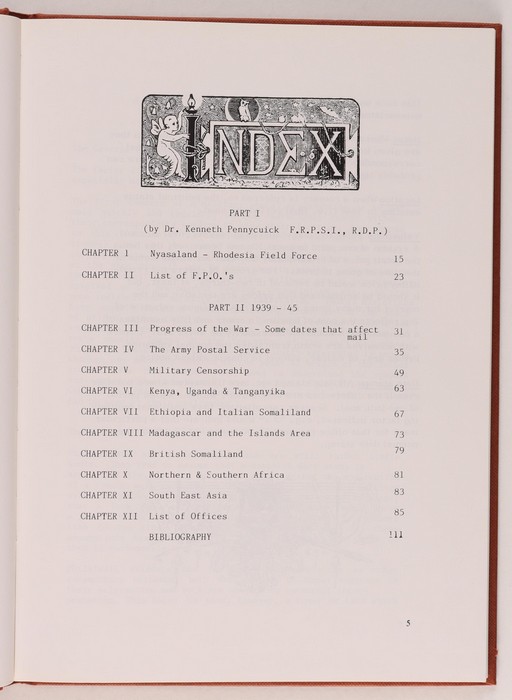 INDEX
PART I
(by Dr. Kenneth Pennycuick F.R.P.S.I., R.D.P.)
CHAPTER 1 Nyasaland - Rhodesia Field Force 15
CHAPTER II List of F.P.O.'s 23
PART II 1939 - 45
CHAPTER III Progress of the War - Some dates that affect mail 31
CHAPTER IV The Army Postal Service 35
CHAPTER V Military Censorship 49
CHAPTER VI Kenya, Uganda & Tanganyika 63
CHAPTER VII Ethiopia and Italian Somaliland 67
CHAPTER VIII Madagascar and the Islands Area 73
CHAPTER IX British Somaliland 79
CHAPTER X Northern & Southern Africa 81
CHAPTER XI South East Asia 83
CHAPTER XII List of Offices 85
BIBLIOGRAPHY 111
5